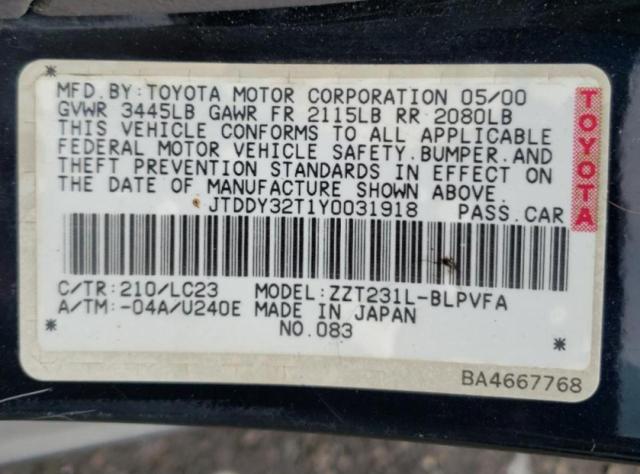 MFD. BY: TOYOTA MOTOR CORPORATION 05/00
GVWR 3445LB GAWR FR 2115LB RR 2080LB
THIS VEHICLE CONFORMS TO ALL APPLICABLE
FEDERAL MOTOR VEHICLE SAFETY, BUMPER, AND
THEFT PREVENTION STANDARDS IN EFFECT ON
THE DATE OF MANUFACTURE SHOWN ABOVE.
JTDDY32T1Y0031918 PASS.CAR
TOYOTA
C/TR:210/LC23 MODEL:ZZT231L-BLPVFA
A/TM:-04A/U240E MADE IN JAPAN
NO.083
BA4667768